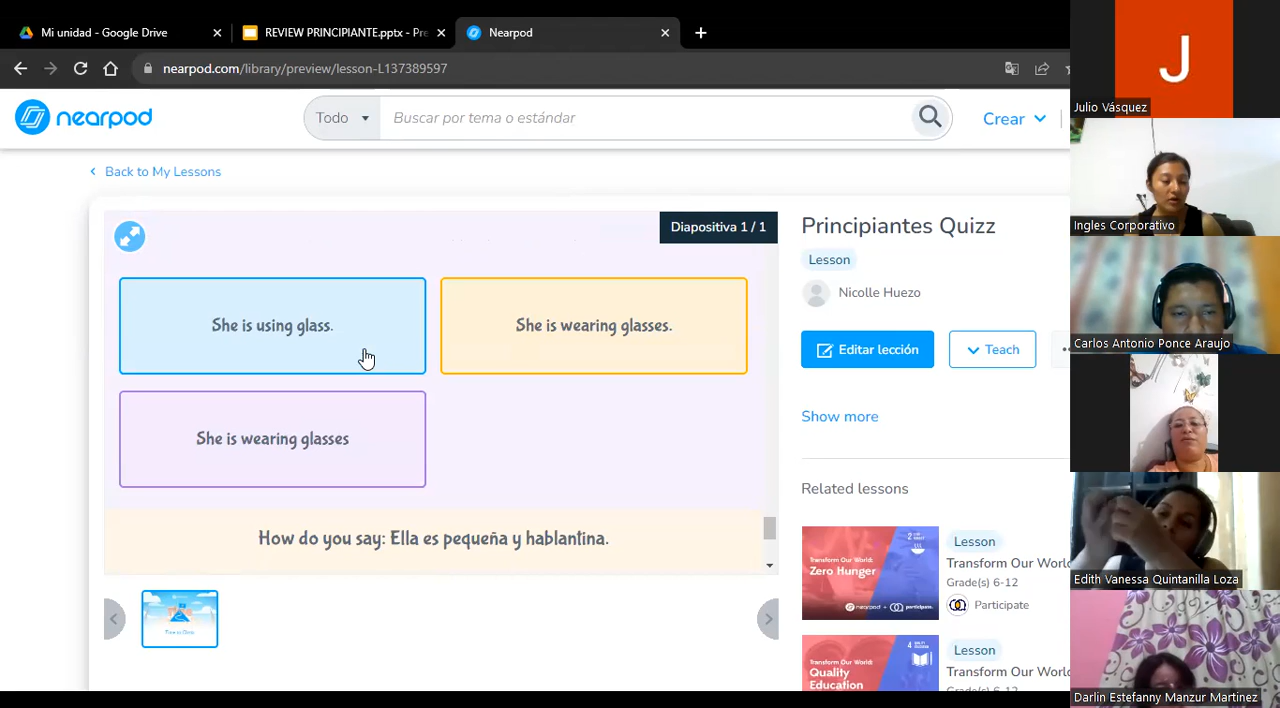 Mi unidad - Google Drive
REVIEW PRINCIPIANTE.pptx - Pre
Nearpod
nearpod.com/library/preview/lesson-L137389597
nearpod
Todo
Buscar por tema o estándar
Crear
Back to My Lessons
Diapositiva 1 / 1
She is using glass.
She is wearing glasses.
She is wearing glasses
How do you say: Ella es pequeña y hablantina.
Principiantes Quizz
Lesson
Nicolle Huezo
Editar lección
Teach
Show more
Related lessons
Transform Our World:
Zero Hunger
nearpod + participate.
Lesson
Transform Our World
Grade(s) 6-12
Participate
Transform Our World:
Quality
Education
Lesson
Transform Our World
Grade(s) 6-12
J
Julio Vásquez
Ingles Corporativo
Carlos Antonio Ponce Araujo
Edith Vanessa Quintanilla Loza
Darlin Estefanny Manzur Martinez